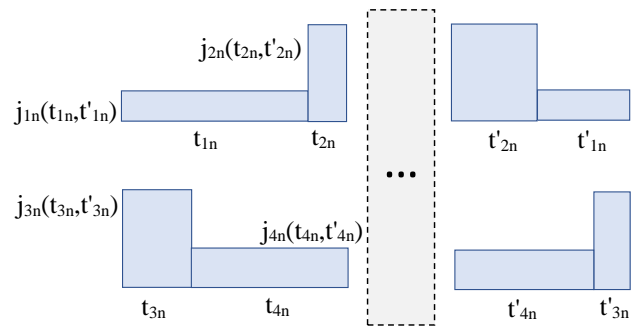 j2n(t2n,t'2n)
j1n(t1n,t'1n)
t1n t2n t'2n t'1n
...
j3n(t3n,t'3n)
j4n(t4n,t'4n)
t3n t4n t'4n t'3n